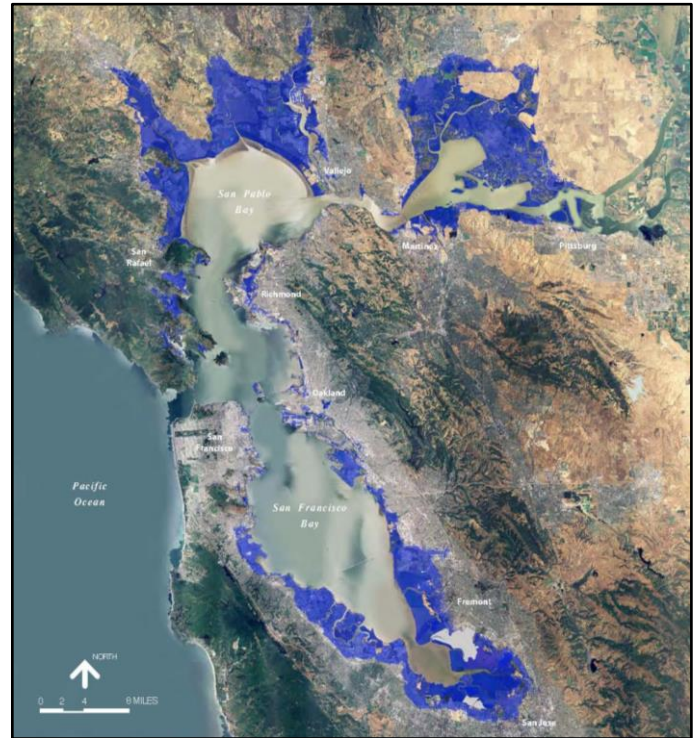 Vallejo
San Pablo
Bay
San
Rafael
Martinez
Pittsburg
Richmond
Oakland
San
Francisco
Pacific
Ocean
San Francisco
Bay
Fremont
NORTH
0 2 4 8 MILES
San Jose